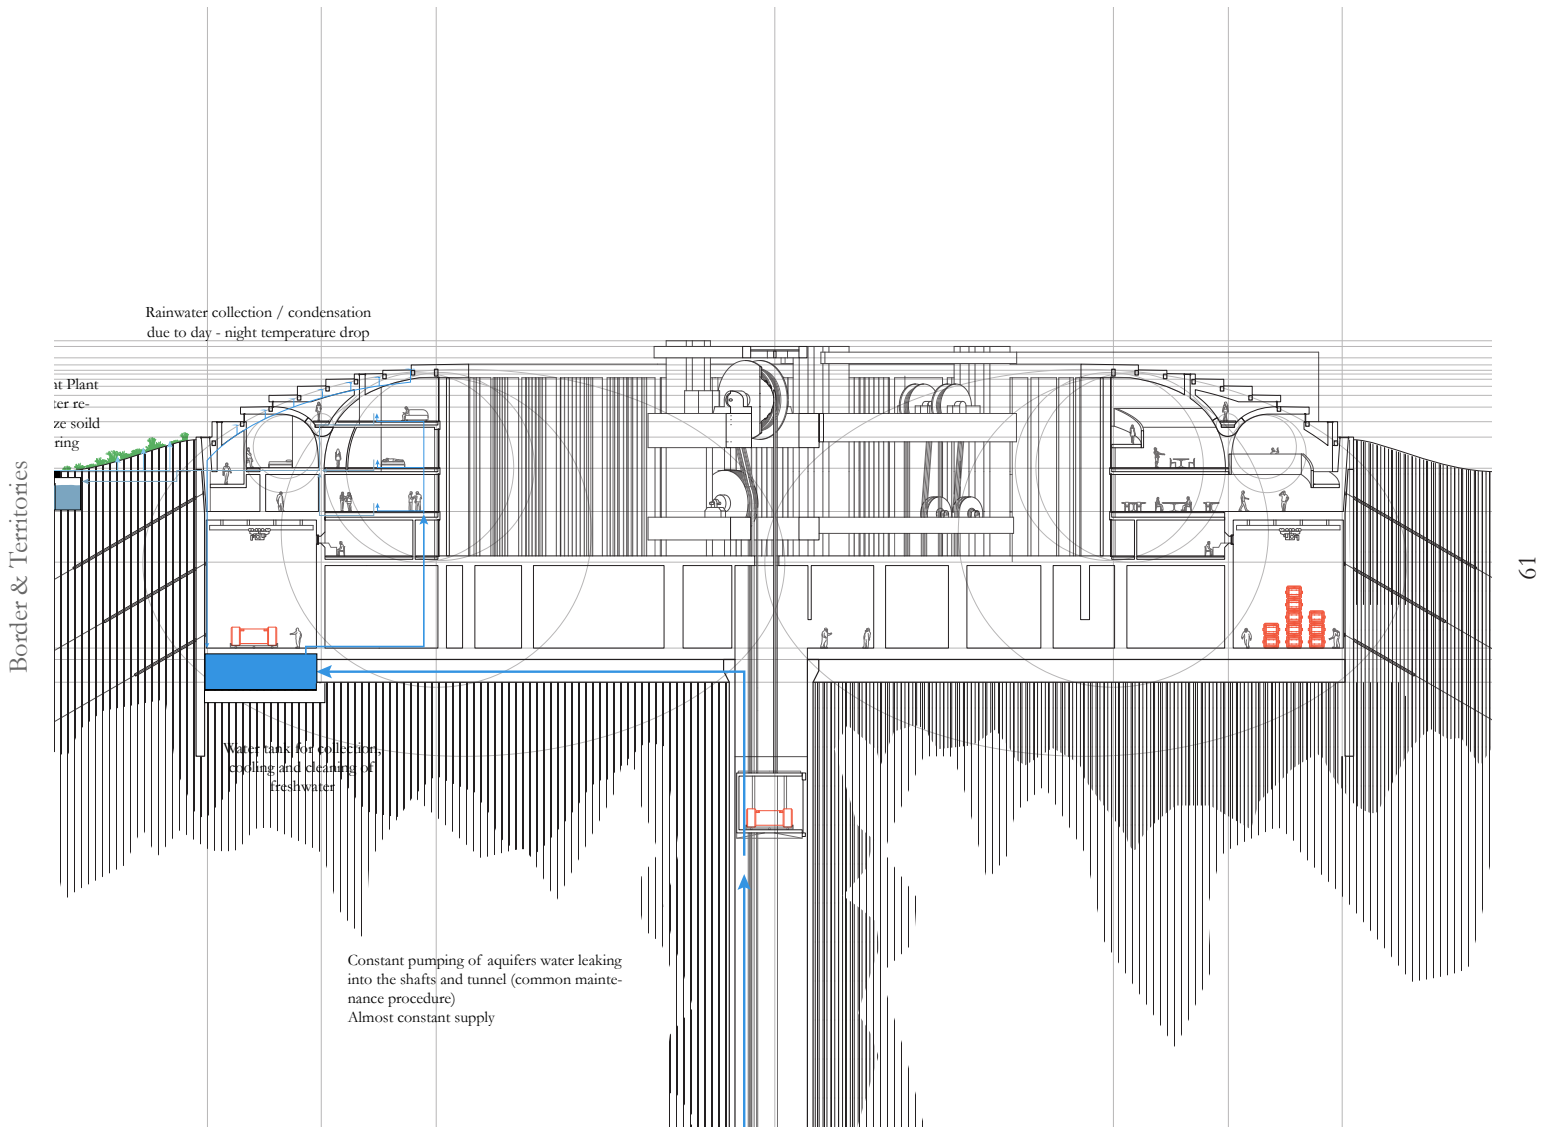 Rainwater collection / condensation
due to day - night temperature drop
nt Plant
ter re-
ze soild
ring
Border & Territories
61
Water tank for collection,
cooling and cleaning of
freshwater
Constant pumping of aquifers water leaking
into the shafts and tunnel (common mainte-
nance procedure)
Almost constant supply